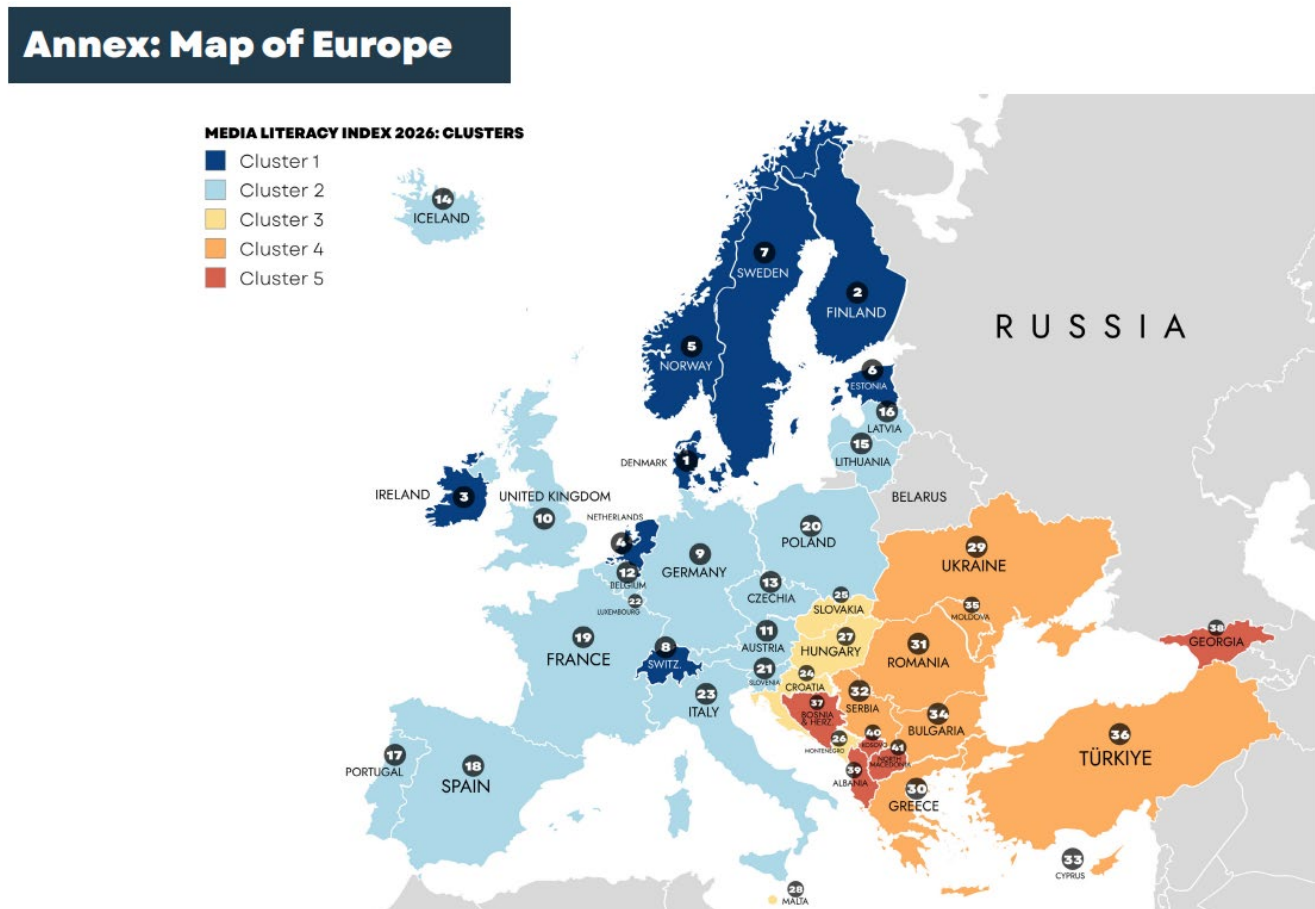 Annex: Map of Europe
MEDIA LITERACY INDEX 2026: CLUSTERS
Cluster 1
Cluster 2
Cluster 3
Cluster 4
Cluster 5
14
ICELAND
7
SWEDEN
2
FINLAND
RUSSIA
5
NORWAY
6
ESTONIA
16
LATVIA
15
LITHUANIA
DENMARK 1
BELARUS
IRELAND 3
UNITED KINGDOM
10
NETHERLANDS
4
20
POLAND
9
GERMANY
29
UKRAINE
12
BELGIUM
13
CZECHIA
22
LUXEMBOURG
25
SLOVAKIA
35
MOLDOVA
19
FRANCE
11
AUSTRIA
27
HUNGARY
8
SWITZ.
31
ROMANIA
38
GEORGIA
21
SLOVENIA
24
CROATIA
23
ITALY
32
SERBIA
37
BOSNIA
& HERZ.
34
BULGARIA
26
MONTENEGRO
40
KOSOVO
41
NORTH
MACEDONIA
36
TÜRKIYE
17
PORTUGAL
18
SPAIN
39
ALBANIA
30
GREECE
33
CYPRUS
28
MALTA